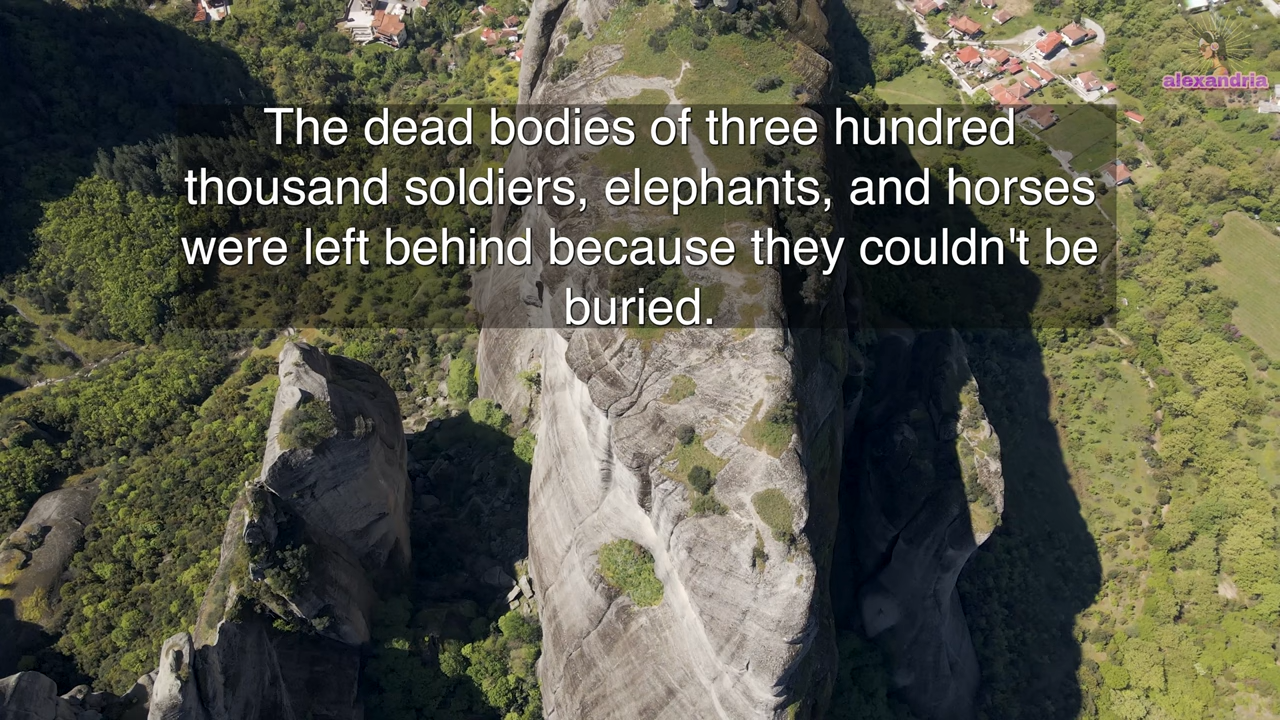 alexandria
The dead bodies of three hundred
thousand soldiers, elephants, and horses
were left behind because they couldn't be
buried.